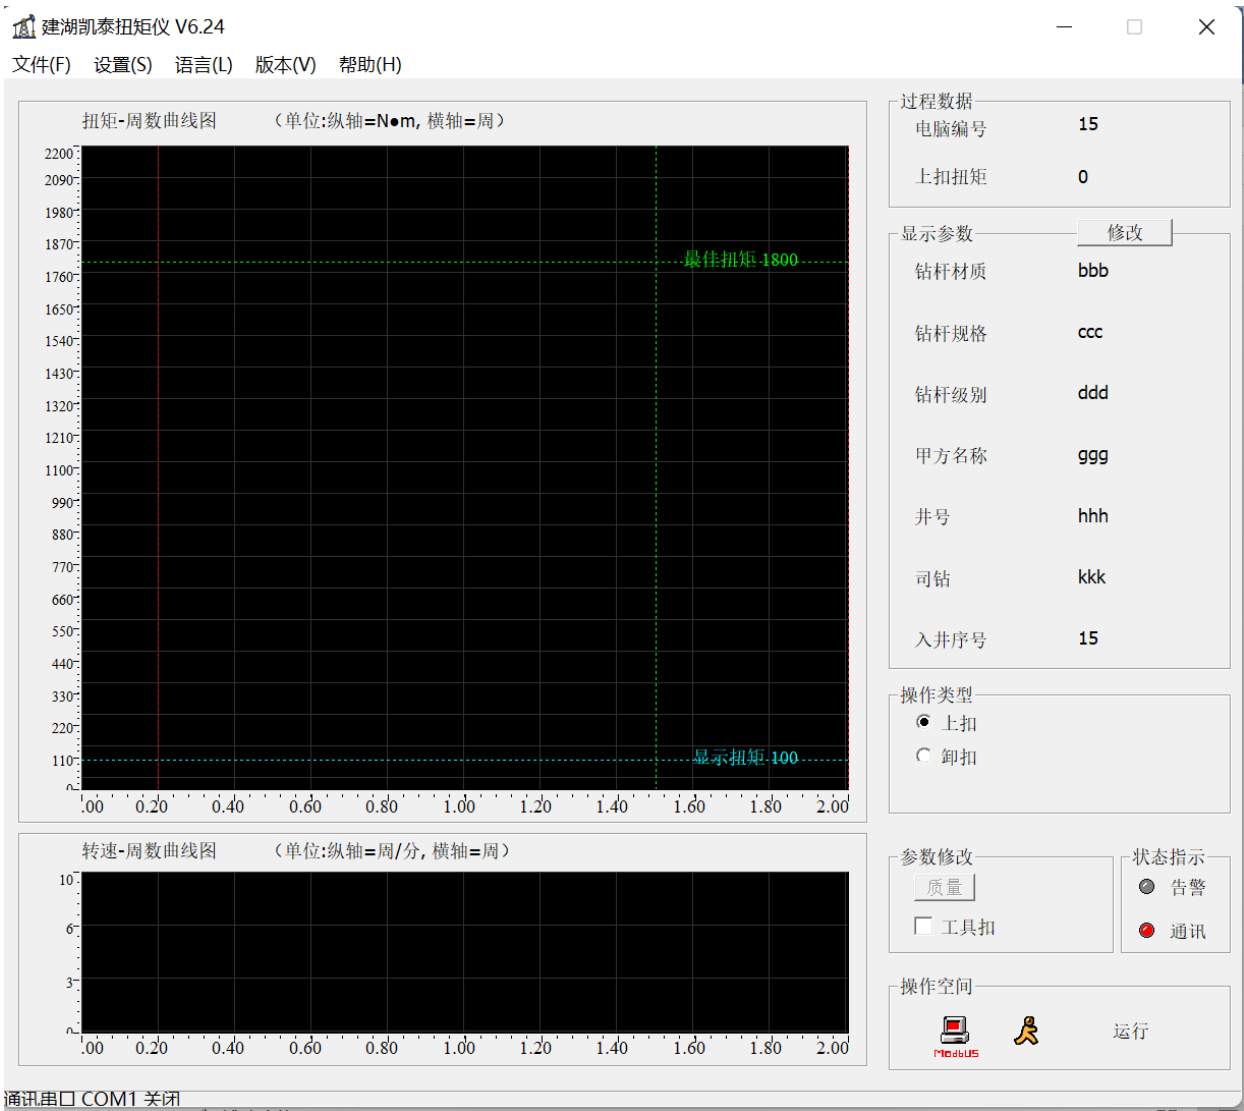 建湖凯泰扭矩仪 V6.24
文件(F) 设置(S) 语言(L) 版本(V) 帮助(H)
扭矩-周数曲线图 （单位:纵轴=N●m, 横轴=周）
2200
2090
1980
1870
1760
1650
1540
1430
1320
1210
1100
990
880
770
660
550
440
330
220
110
0
最佳扭矩 1800
显示扭矩 100
.00 0.20 0.40 0.60 0.80 1.00 1.20 1.40 1.60 1.80 2.00
转速-周数曲线图 （单位:纵轴=周/分, 横轴=周）
10
6
3
0
.00 0.20 0.40 0.60 0.80 1.00 1.20 1.40 1.60 1.80 2.00
过程数据
电脑编号 15
上扣扭矩 0
显示参数 修改
钻杆材质 bbb
钻杆规格 ccc
钻杆级别 ddd
甲方名称 ggg
井号 hhh
司钻 kkk
入井序号 15
操作类型
上扣
卸扣
参数修改
质量
工具扣
状态指示
告警
通讯
操作空间
ModbUS
运行
通讯串口 COM1 关闭